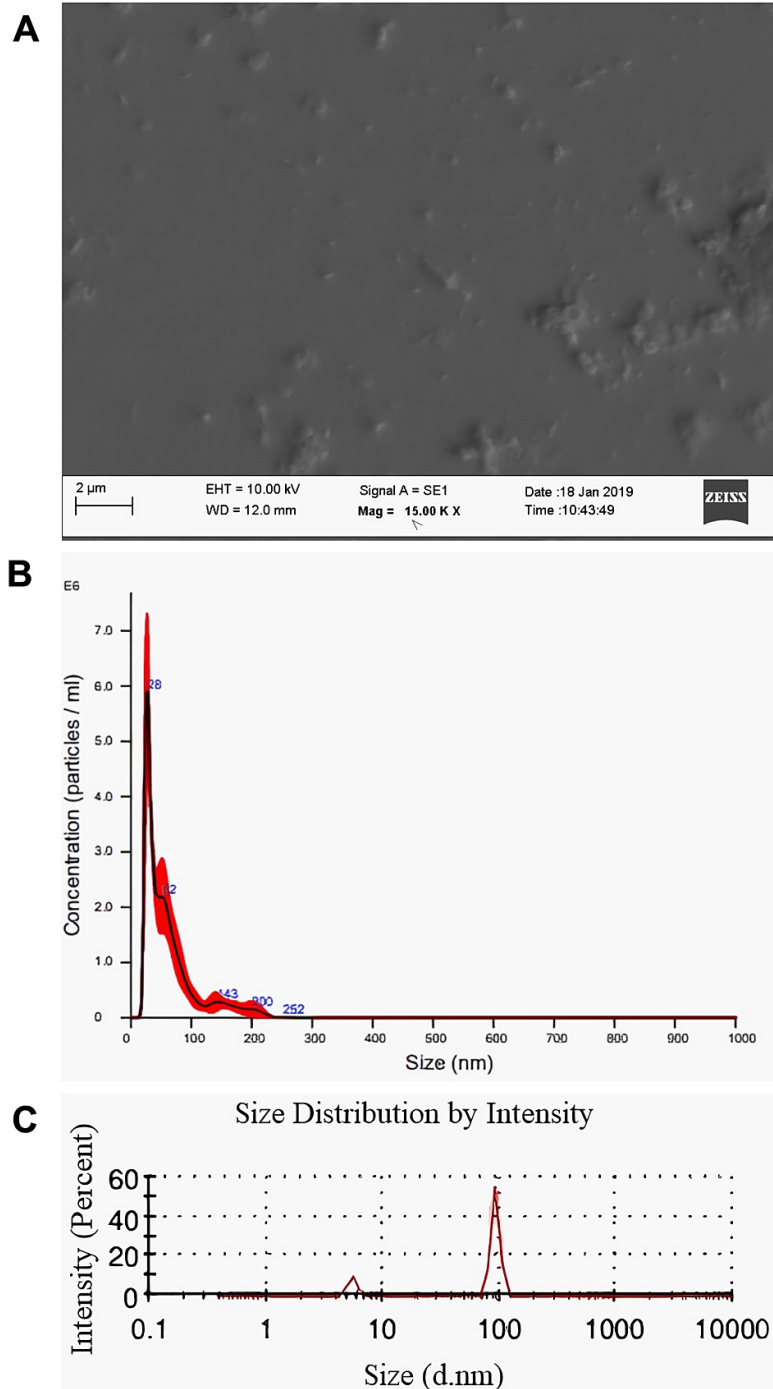 A
2 µm
EHT = 10.00 kV
Signal A = SE1
Date :18 Jan 2019
ZEISS
WD = 12.0 mm
Mag = 15.00 K X
Time :10:43:49
B
E6
7.0
6.0
5.0
4.0
3.0
2.0
1.0
0
Concentration (particles / ml)
28
143
252
0 100 200 300 400 500 600 700 800 900 1000
Size (nm)
C
Size Distribution by Intensity
Intensity (Percent)
60
40
20
0
0.1 1 10 100 1000 10000
Size (d.nm)